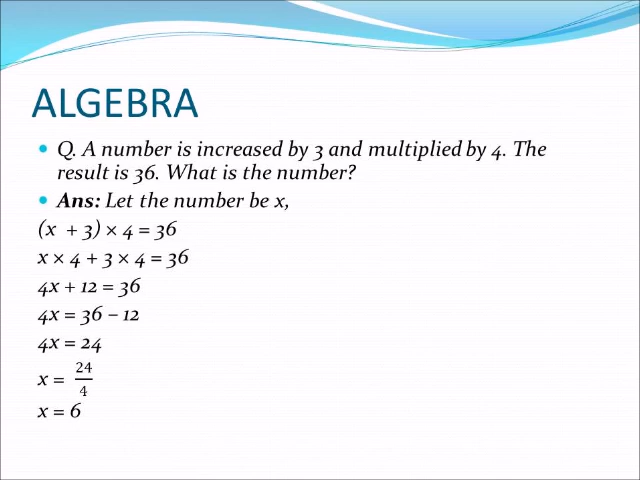 ALGEBRA
• Q. A number is increased by 3 and multiplied by 4. The
result is 36. What is the number?
• Ans: Let the number be x,
(x + 3) × 4 = 36
x × 4 + 3 × 4 = 36
4x + 12 = 36
4x = 36 – 12
4x = 24
x = 24/4
x = 6